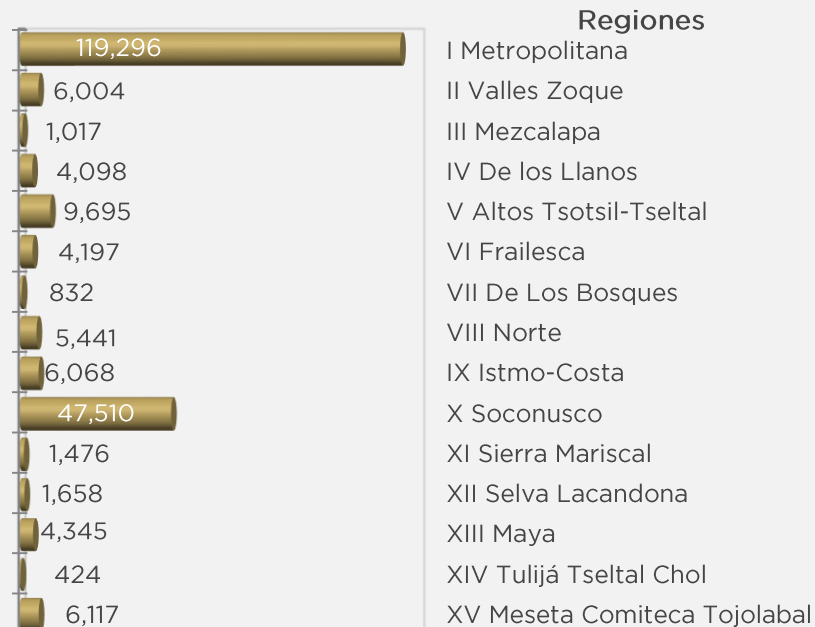 Regiones
119,296 I Metropolitana
6,004 II Valles Zoque
1,017 III Mezcalapa
4,098 IV De los Llanos
9,695 V Altos Tsotsil-Tseltal
4,197 VI Frailesca
832 VII De Los Bosques
5,441 VIII Norte
6,068 IX Istmo-Costa
47,510 X Soconusco
1,476 XI Sierra Mariscal
1,658 XII Selva Lacandona
4,345 XIII Maya
424 XIV Tulijá Tseltal Chol
6,117 XV Meseta Comiteca Tojolabal